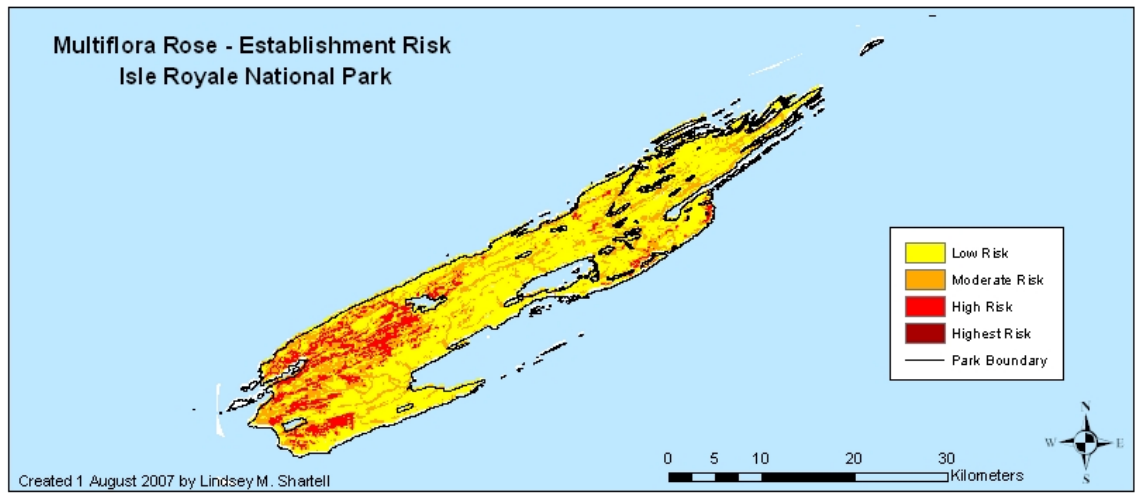 Multiflora Rose - Establishment Risk
Isle Royale National Park
Low Risk
Moderate Risk
High Risk
Highest Risk
Park Boundary
N
W E
S
0 5 10 20 30
Kilometers
Created 1 August 2007 by Lindsey M. Shartell